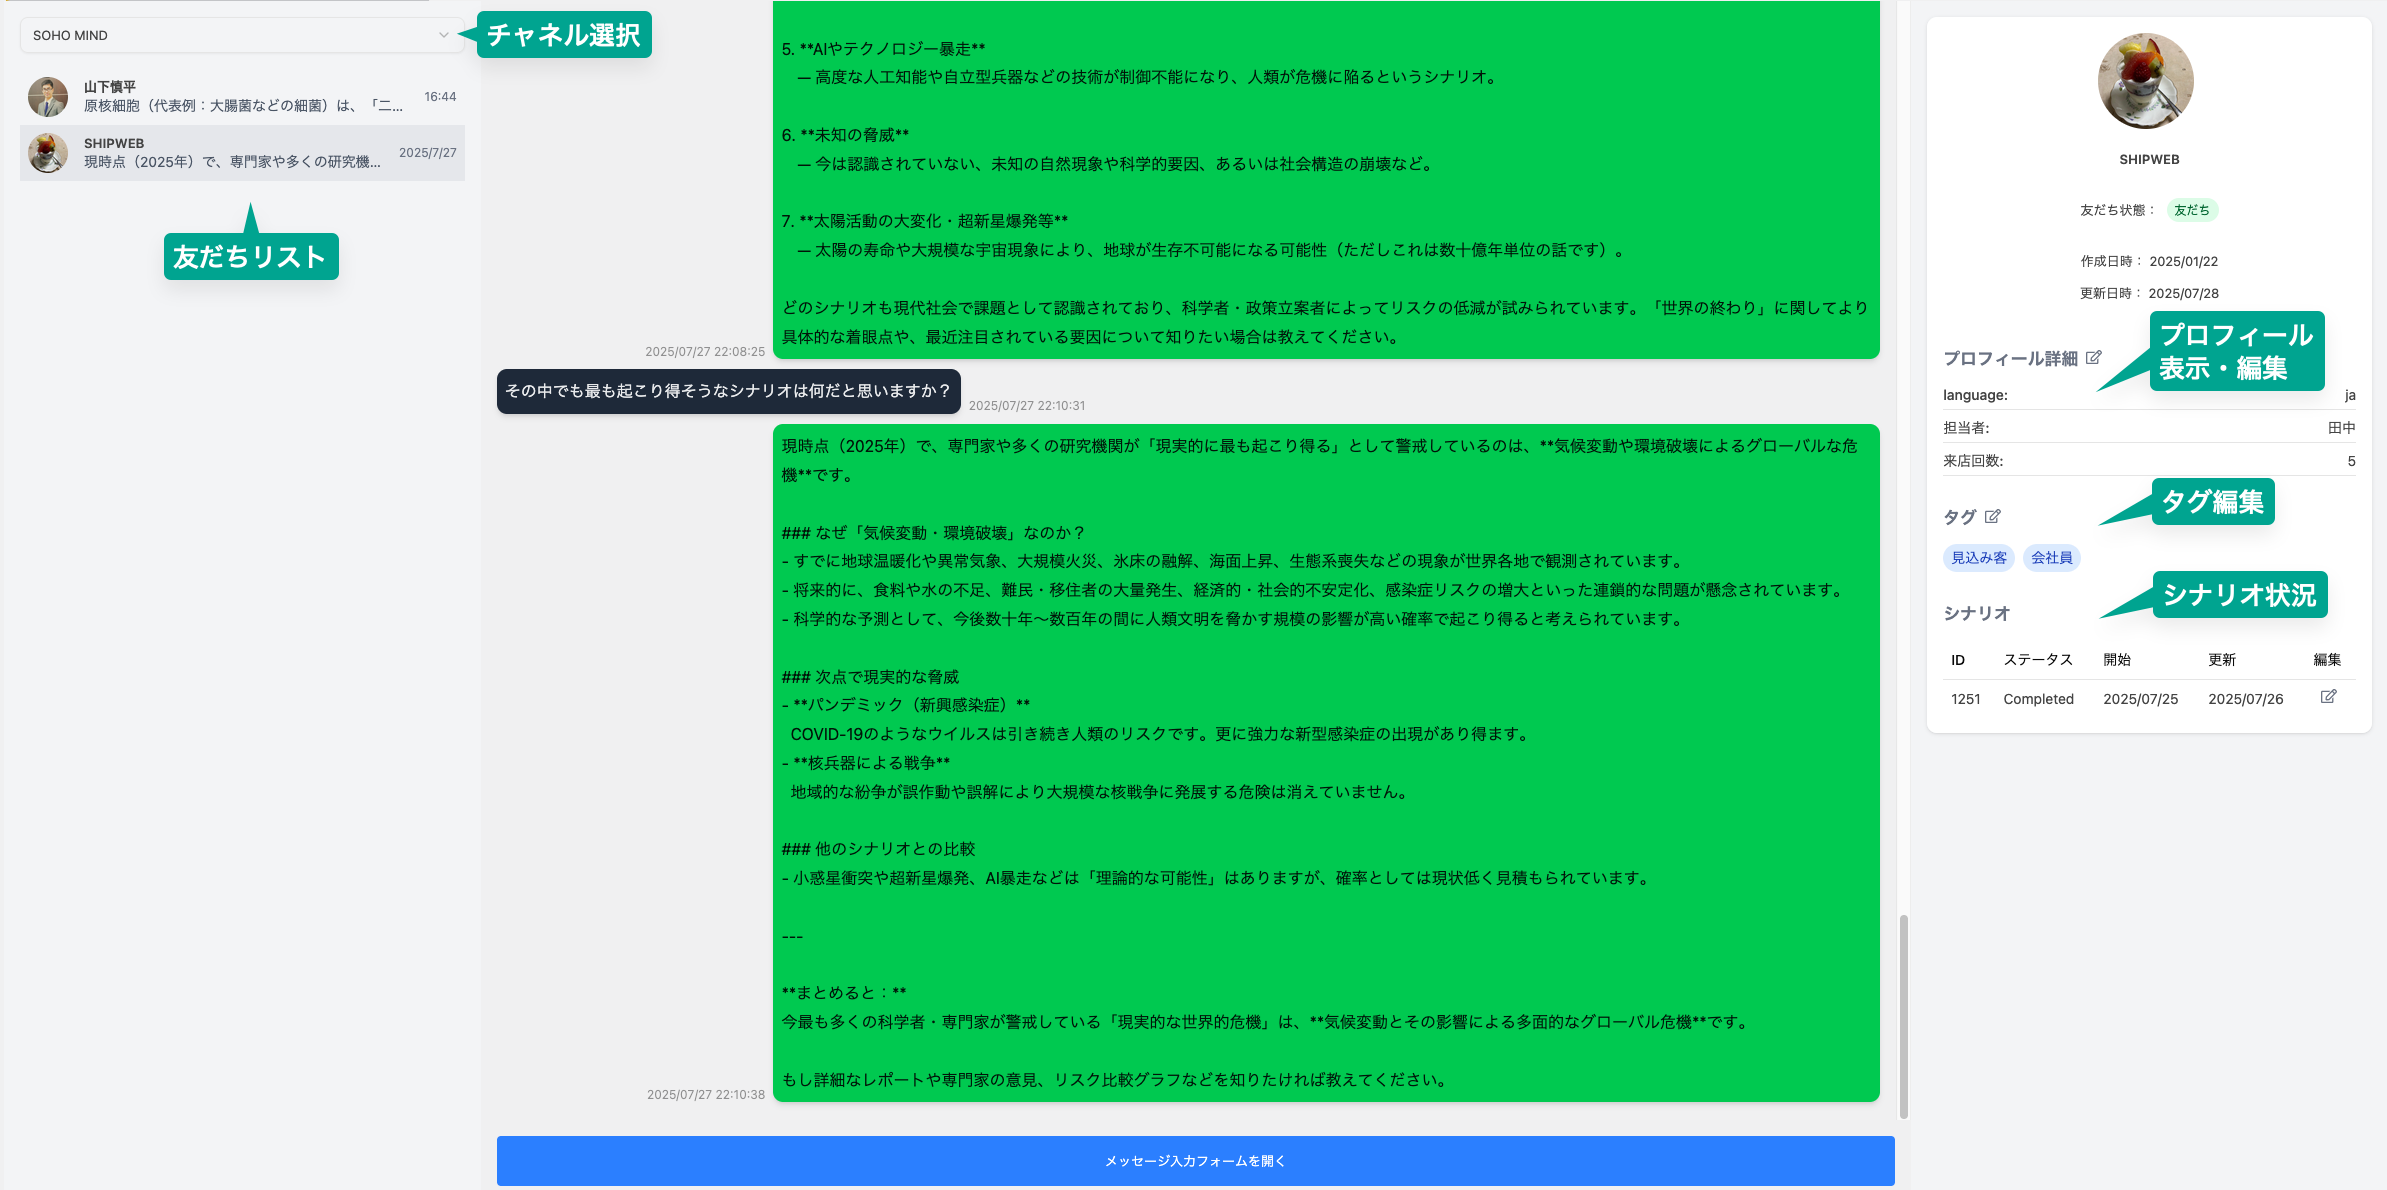 SOHO MIND
チャネル選択
山下慎平
原核細胞（代表例：大腸菌などの細菌）は、「二...
16:44
SHIPWEB
現時点（2025年）で、専門家や多くの研究機...
2025/7/27
友だちリスト
5. **AIやテクノロジー暴走**
— 高度な人工知能や自立型兵器などの技術が制御不能になり、人類が危機に陥るというシナリオ。
6. **未知の脅威**
— 今は認識されていない、未知の自然現象や科学的要因、あるいは社会構造の崩壊など。
7. **太陽活動の大変化・超新星爆発等**
— 太陽の寿命や大規模な宇宙現象により、地球が生存不可能になる可能性（ただしこれは数十億年単位の話です）。
どのシナリオも現代社会で課題として認識されており、科学者・政策立案者によってリスクの低減が試みられています。「世界の終わり」に関してより
具体的な着眼点や、最近注目されている要因について知りたい場合は教えてください。
2025/07/27 22:08:25
その中でも最も起こり得そうなシナリオは何だと思いますか？
2025/07/27 22:10:31
現時点（2025年）で、専門家や多くの研究機関が「現実的に最も起こり得る」として警戒しているのは、**気候変動や環境破壊によるグローバルな危
機**です。
### なぜ「気候変動・環境破壊」なのか？
- すでに地球温暖化や異常気象、大規模火災、氷床の融解、海面上昇、生態系喪失などの現象が世界各地で観測されています。
- 将来的に、食料や水の不足、難民・移住者の大量発生、経済的・社会的不安定化、感染症リスクの増大といった連鎖的な問題が懸念されています。
- 科学的な予測として、今後数十年〜数百年の間に人類文明を脅かす規模の影響が高い確率で起こり得ると考えられています。
### 次点で現実的な脅威
- **パンデミック（新興感染症）**
COVID-19のようなウイルスは引き続き人類のリスクです。更に強力な新型感染症の出現があり得ます。
- **核兵器による戦争**
地域的な紛争が誤作動や誤解により大規模な核戦争に発展する危険は消えていません。
### 他のシナリオとの比較
- 小惑星衝突や超新星爆発、AI暴走などは「理論的な可能性」はありますが、確率としては現状低く見積もられています。
---
**まとめると：**
今最も多くの科学者・専門家が警戒している「現実的な世界的危機」は、**気候変動とその影響による多面的なグローバル危機**です。
もし詳細なレポートや専門家の意見、リスク比較グラフなどを知りたければ教えてください。
2025/07/27 22:10:38
メッセージ入力フォームを開く
SHIPWEB
友だち状態： 友だち
作成日時： 2025/01/22
更新日時： 2025/07/28
プロフィール
表示・編集
プロフィール詳細
language: ja
担当者: 田中
来店回数: 5
タグ編集
タグ
見込み客 会社員
シナリオ状況
シナリオ
ID ステータス 開始 更新 編集
1251 Completed 2025/07/25 2025/07/26